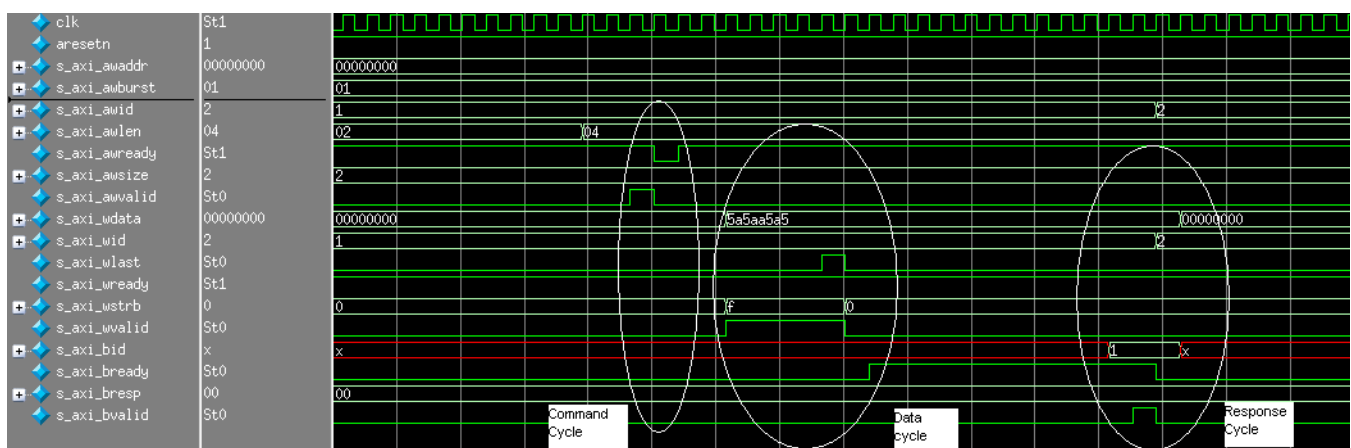 clk St1
aresetn 1
s_axi_awaddr 00000000 00000000
s_axi_awburst 01 01
s_axi_awid 2 1 2
s_axi_awlen 04 02 04
s_axi_awready St1
s_axi_awsize 2 2
s_axi_awvalid St0
s_axi_wdata 00000000 00000000 5a5aa5a5 00000000
s_axi_wid 2 1 2
s_axi_wlast St0
s_axi_wready St1
s_axi_wstrb 0 0 f 0
s_axi_wvalid St0
s_axi_bid x x 1 x
s_axi_bready St0
s_axi_bresp 00 00
s_axi_bvalid St0
Command
Cycle
Data
cycle
Response
Cycle